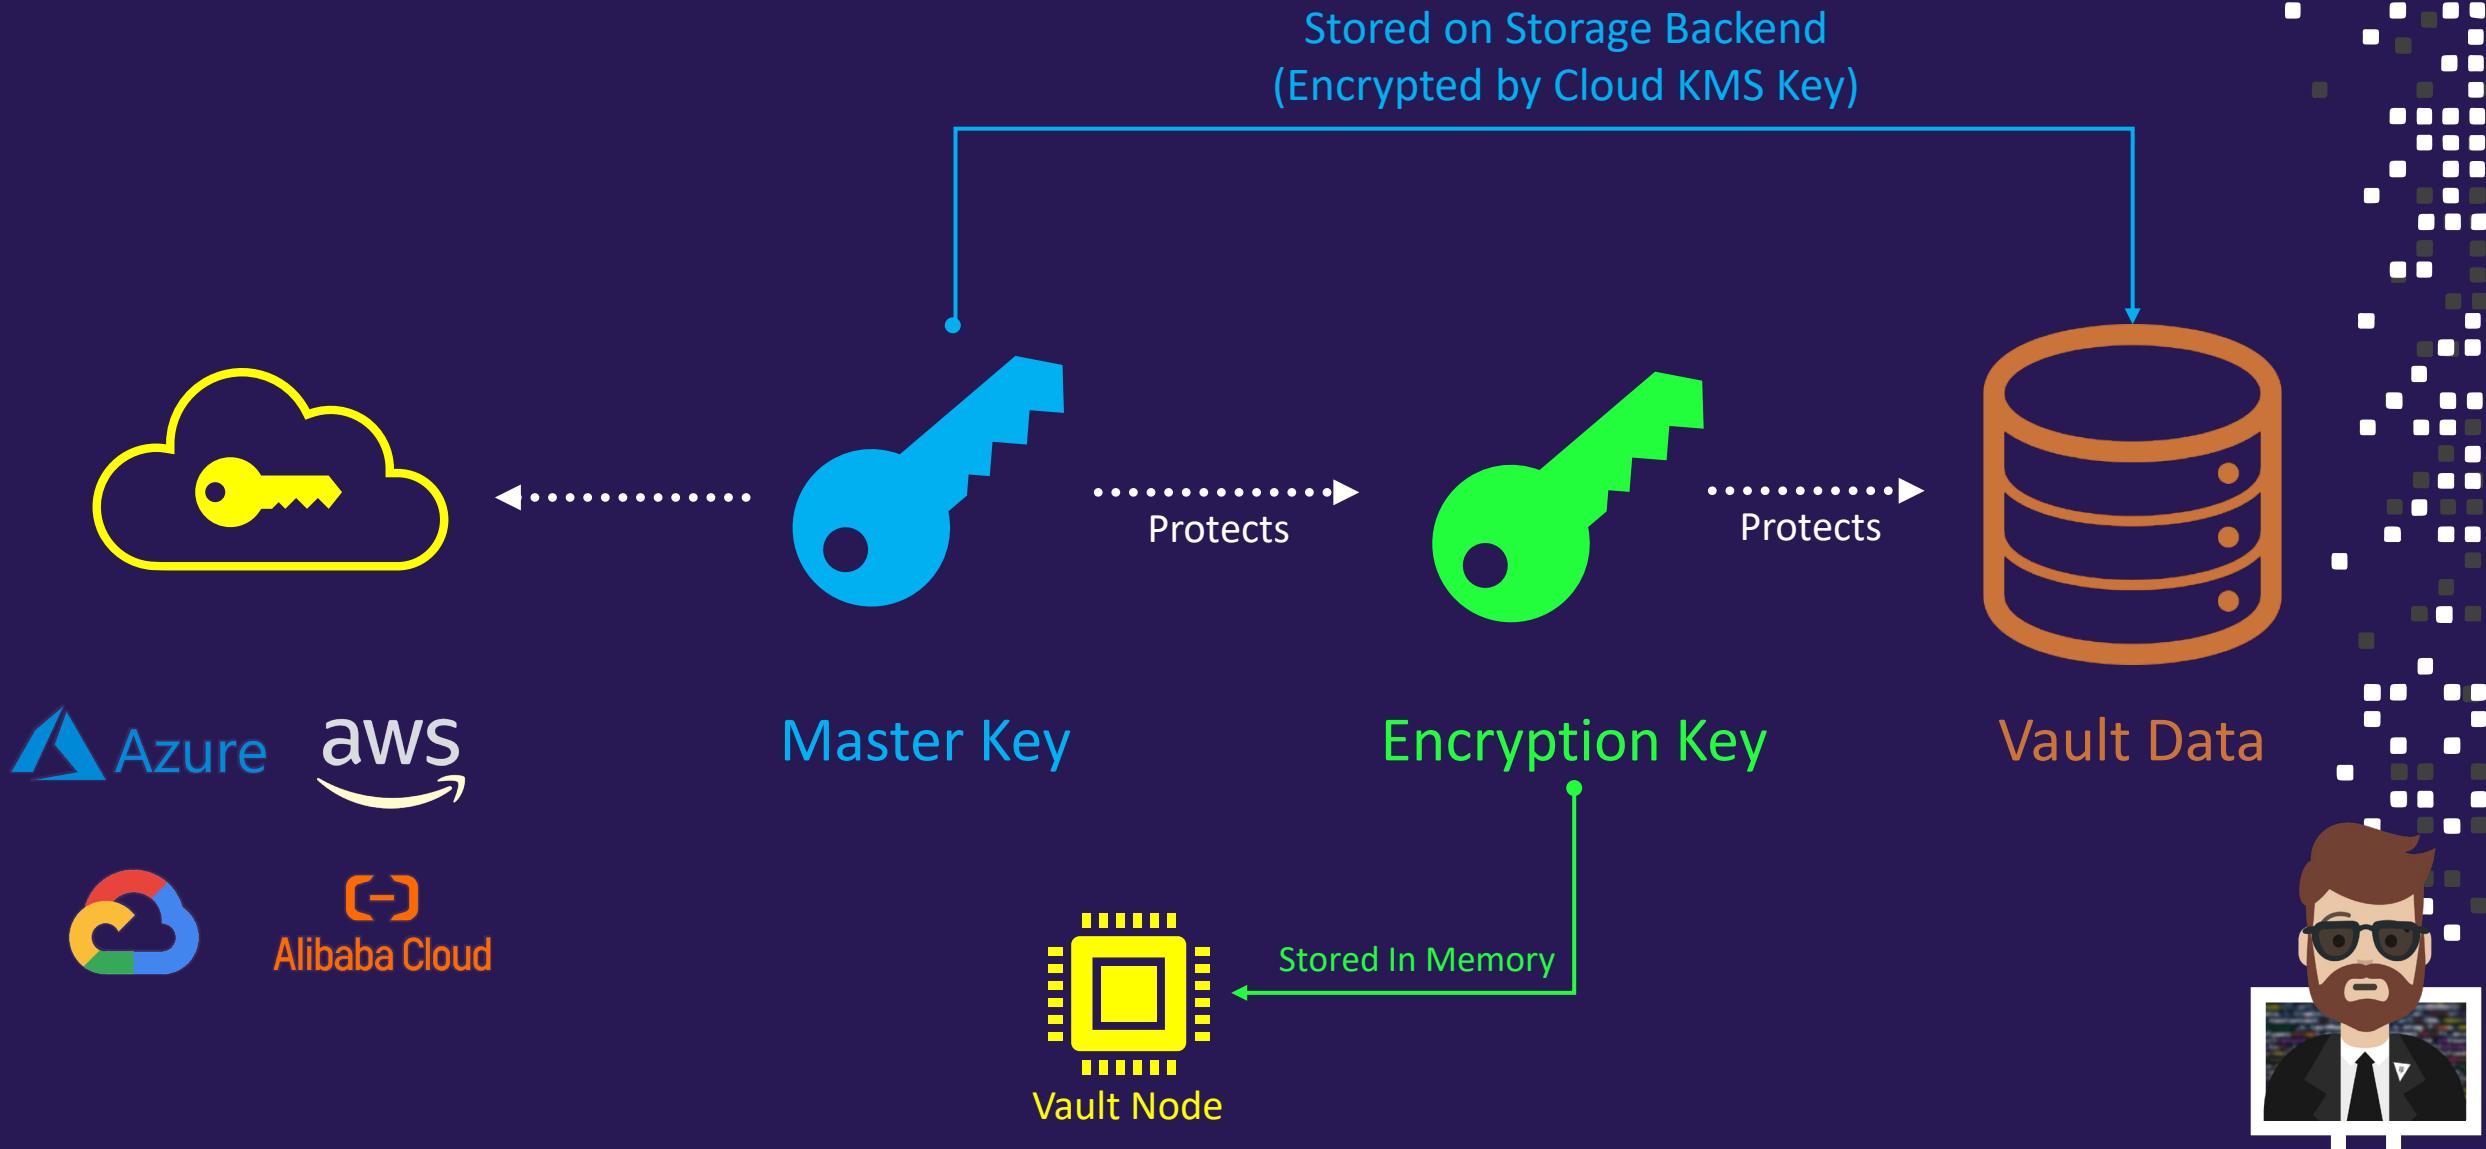 Stored on Storage Backend
(Encrypted by Cloud KMS Key)
Protects
Protects
Azure
aws
Master Key
Encryption Key
Vault Data
Alibaba Cloud
Stored In Memory
Vault Node